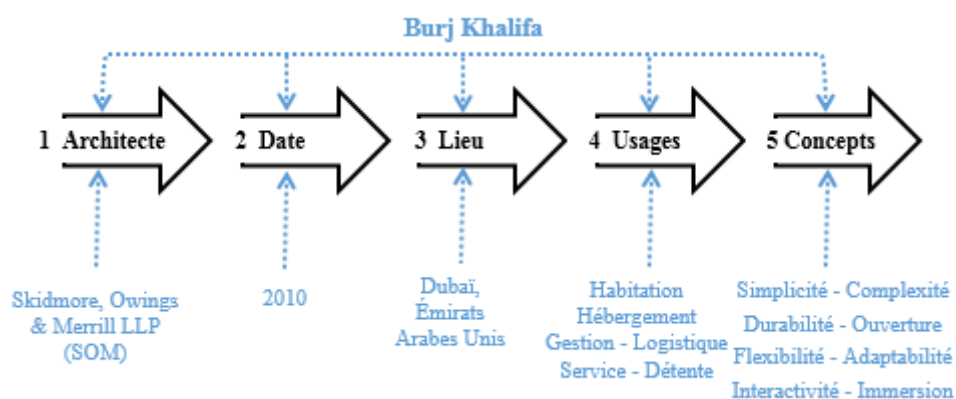 Burj Khalifa
1 Architecte
2 Date
3 Lieu
4 Usages
5 Concepts
Skidmore, Owings
& Merrill LLP
(SOM)
2010
Dubaï,
Émirats
Arabes Unis
Habitation
Hébergement
Gestion - Logistique
Service - Détente
Simplicité - Complexité
Durabilité - Ouverture
Flexibilité - Adaptabilité
Interactivité - Immersion